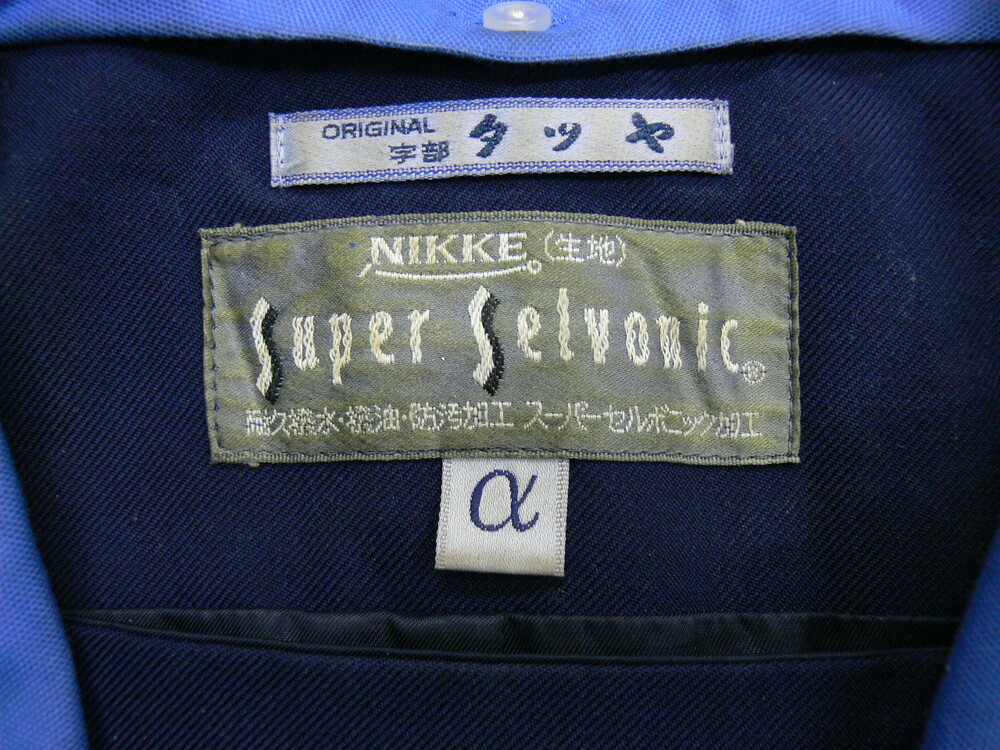 ORIGINAL
宇部 タツヤ
NIKKE（生地）
Super Selvonic®
耐久撥水・撥油・防汚加工 スーパーセルボニック加工
α